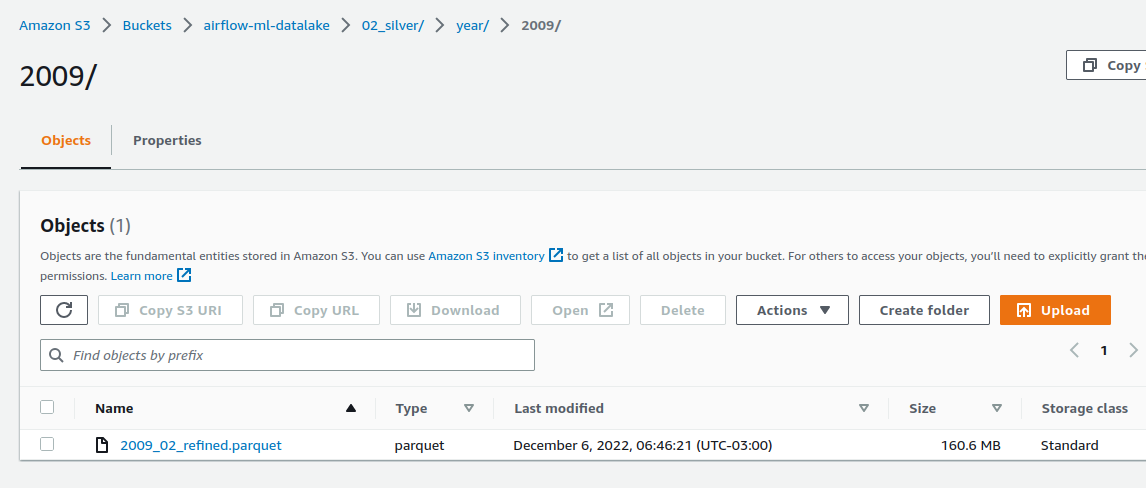 Amazon S3 > Buckets > airflow-ml-datalake > 02_silver/ > year/ > 2009/
2009/
Copy
Objects
Properties
Objects (1)
Objects are the fundamental entities stored in Amazon S3. You can use Amazon S3 inventory to get a list of all objects in your bucket. For others to access your objects, you'll need to explicitly grant the
permissions. Learn more
Copy S3 URI Copy URL Download Open Delete Actions Create folder Upload
Find objects by prefix
1
Name Type Last modified Size Storage class
2009_02_refined.parquet parquet December 6, 2022, 06:46:21 (UTC-03:00) 160.6 MB Standard